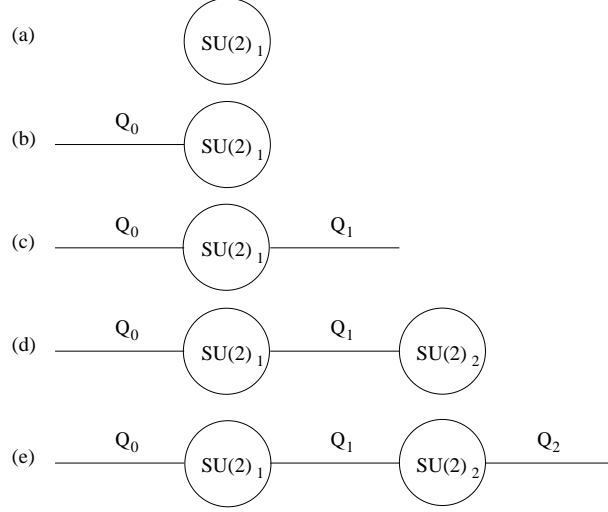 (a) SU(2) 1
(b) Q0 SU(2) 1
(c) Q0 SU(2) 1 Q1
(d) Q0 SU(2) 1 Q1 SU(2) 2
(e) Q0 SU(2) 1 Q1 SU(2) 2 Q2